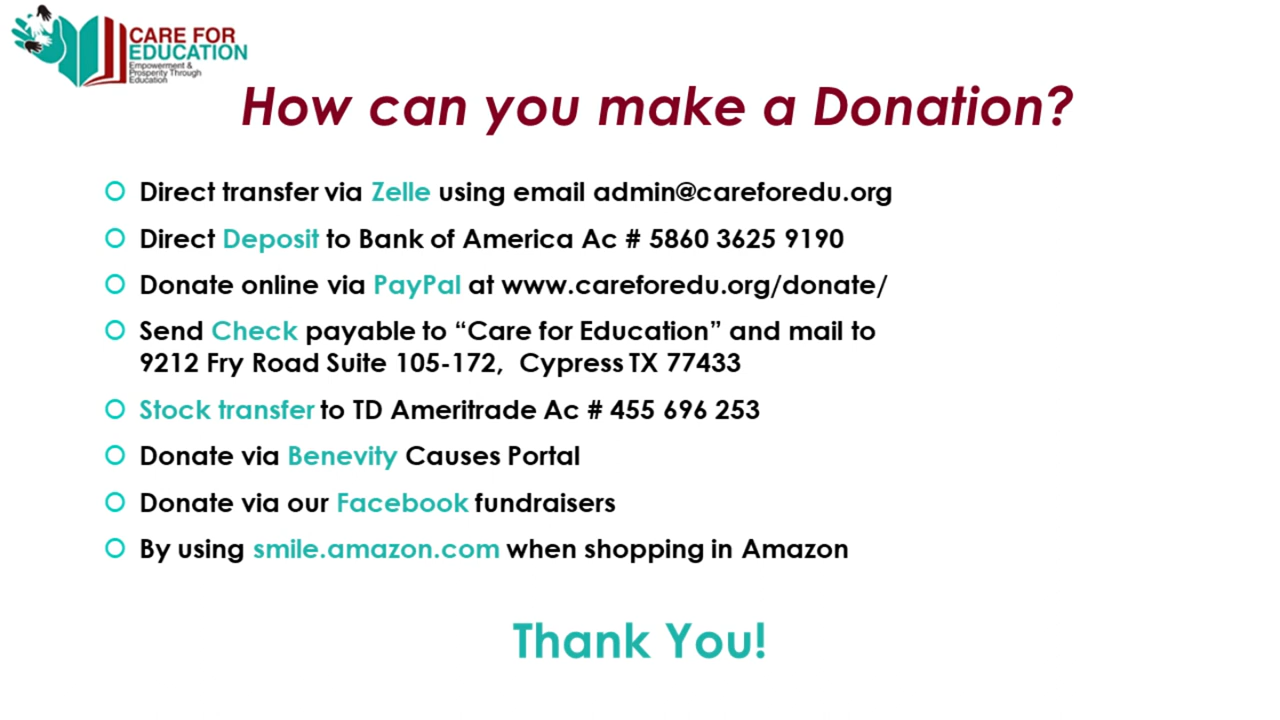 CARE FOR
EDUCATION
Empowerment &
Prosperity Through
Education
How can you make a Donation?
Direct transfer via Zelle using email admin@careforedu.org
Direct Deposit to Bank of America Ac # 5860 3625 9190
Donate online via PayPal at www.careforedu.org/donate/
Send Check payable to “Care for Education” and mail to
9212 Fry Road Suite 105-172, Cypress TX 77433
Stock transfer to TD Ameritrade Ac # 455 696 253
Donate via Benevity Causes Portal
Donate via our Facebook fundraisers
By using smile.amazon.com when shopping in Amazon
Thank You!